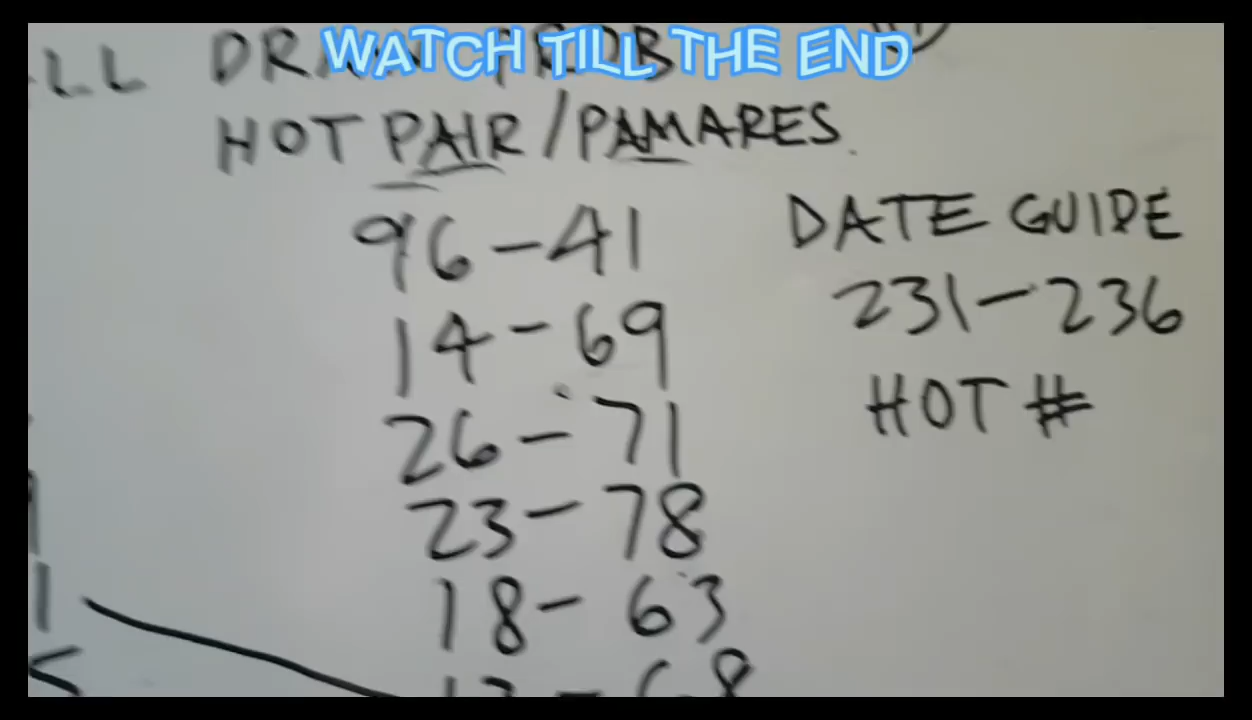 WATCH TILL THE END
HOT PAIR/PAMARES
96-41
14-69
26-71
23-78
18-63
DATE GUIDE
231-236
HOT #